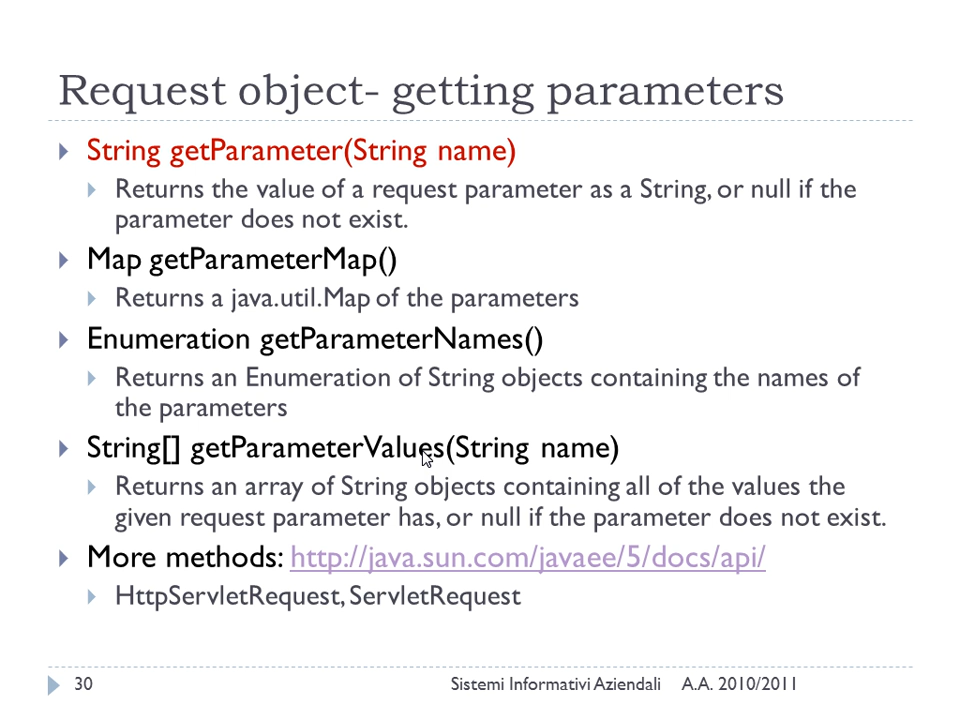 Request object- getting parameters
String getParameter(String name)
Returns the value of a request parameter as a String, or null if the
parameter does not exist.
Map getParameterMap()
Returns a java.util.Map of the parameters
Enumeration getParameterNames()
Returns an Enumeration of String objects containing the names of
the parameters
String[] getParameterValues(String name)
Returns an array of String objects containing all of the values the
given request parameter has, or null if the parameter does not exist.
More methods: http://java.sun.com/javaee/5/docs/api/
HttpServletRequest, ServletRequest
30 Sistemi Informativi Aziendali A.A. 2010/2011